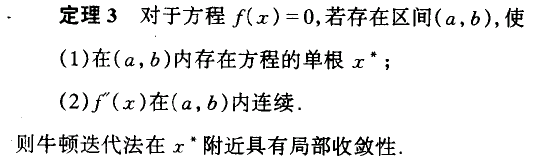 定理3 对于方程 f(x)=0,若存在区间(a,b),使
(1)在(a,b)内存在方程的单根 x*;
(2)f″(x)在(a,b)内连续.
则牛顿迭代法在 x* 附近具有局部收敛性.